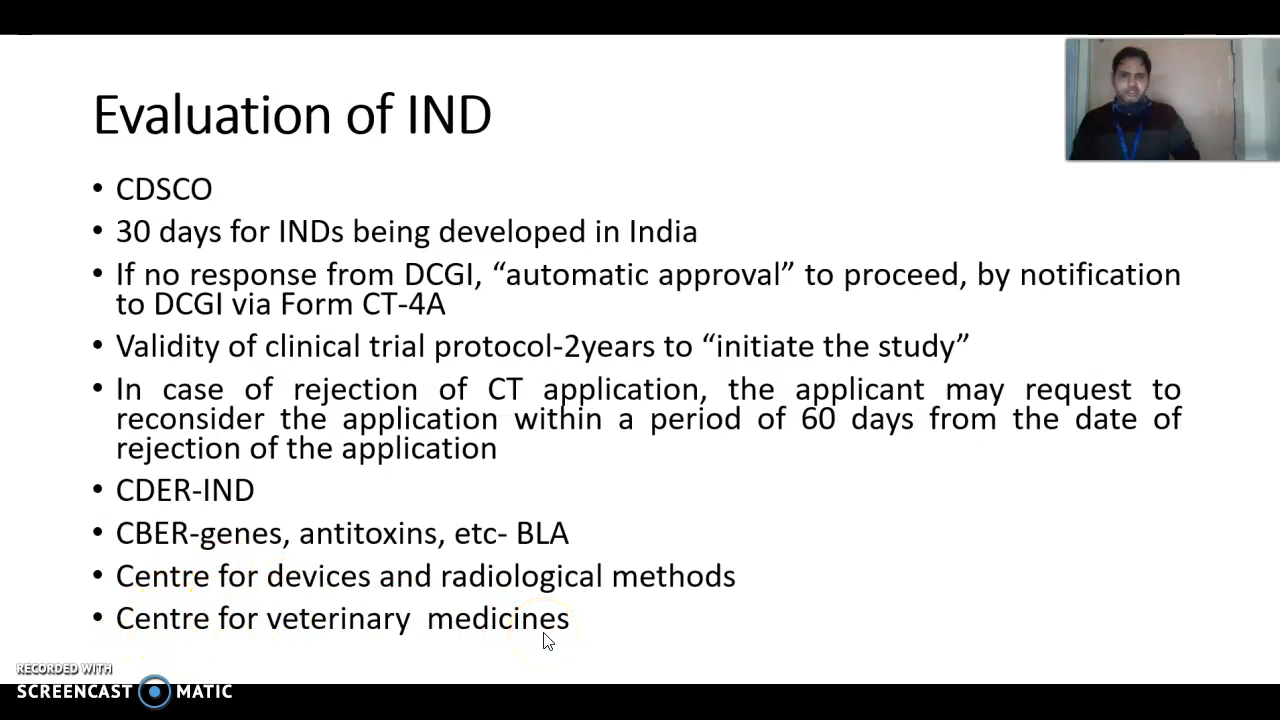 Evaluation of IND
• CDSCO
• 30 days for INDs being developed in India
• If no response from DCGI, “automatic approval” to proceed, by notification
to DCGI via Form CT-4A
• Validity of clinical trial protocol-2years to “initiate the study”
• In case of rejection of CT application, the applicant may request to
reconsider the application within a period of 60 days from the date of
rejection of the application
• CDER-IND
• CBER-genes, antitoxins, etc- BLA
• Centre for devices and radiological methods
• Centre for veterinary medicines
RECORDED WITH
SCREENCAST MATIC